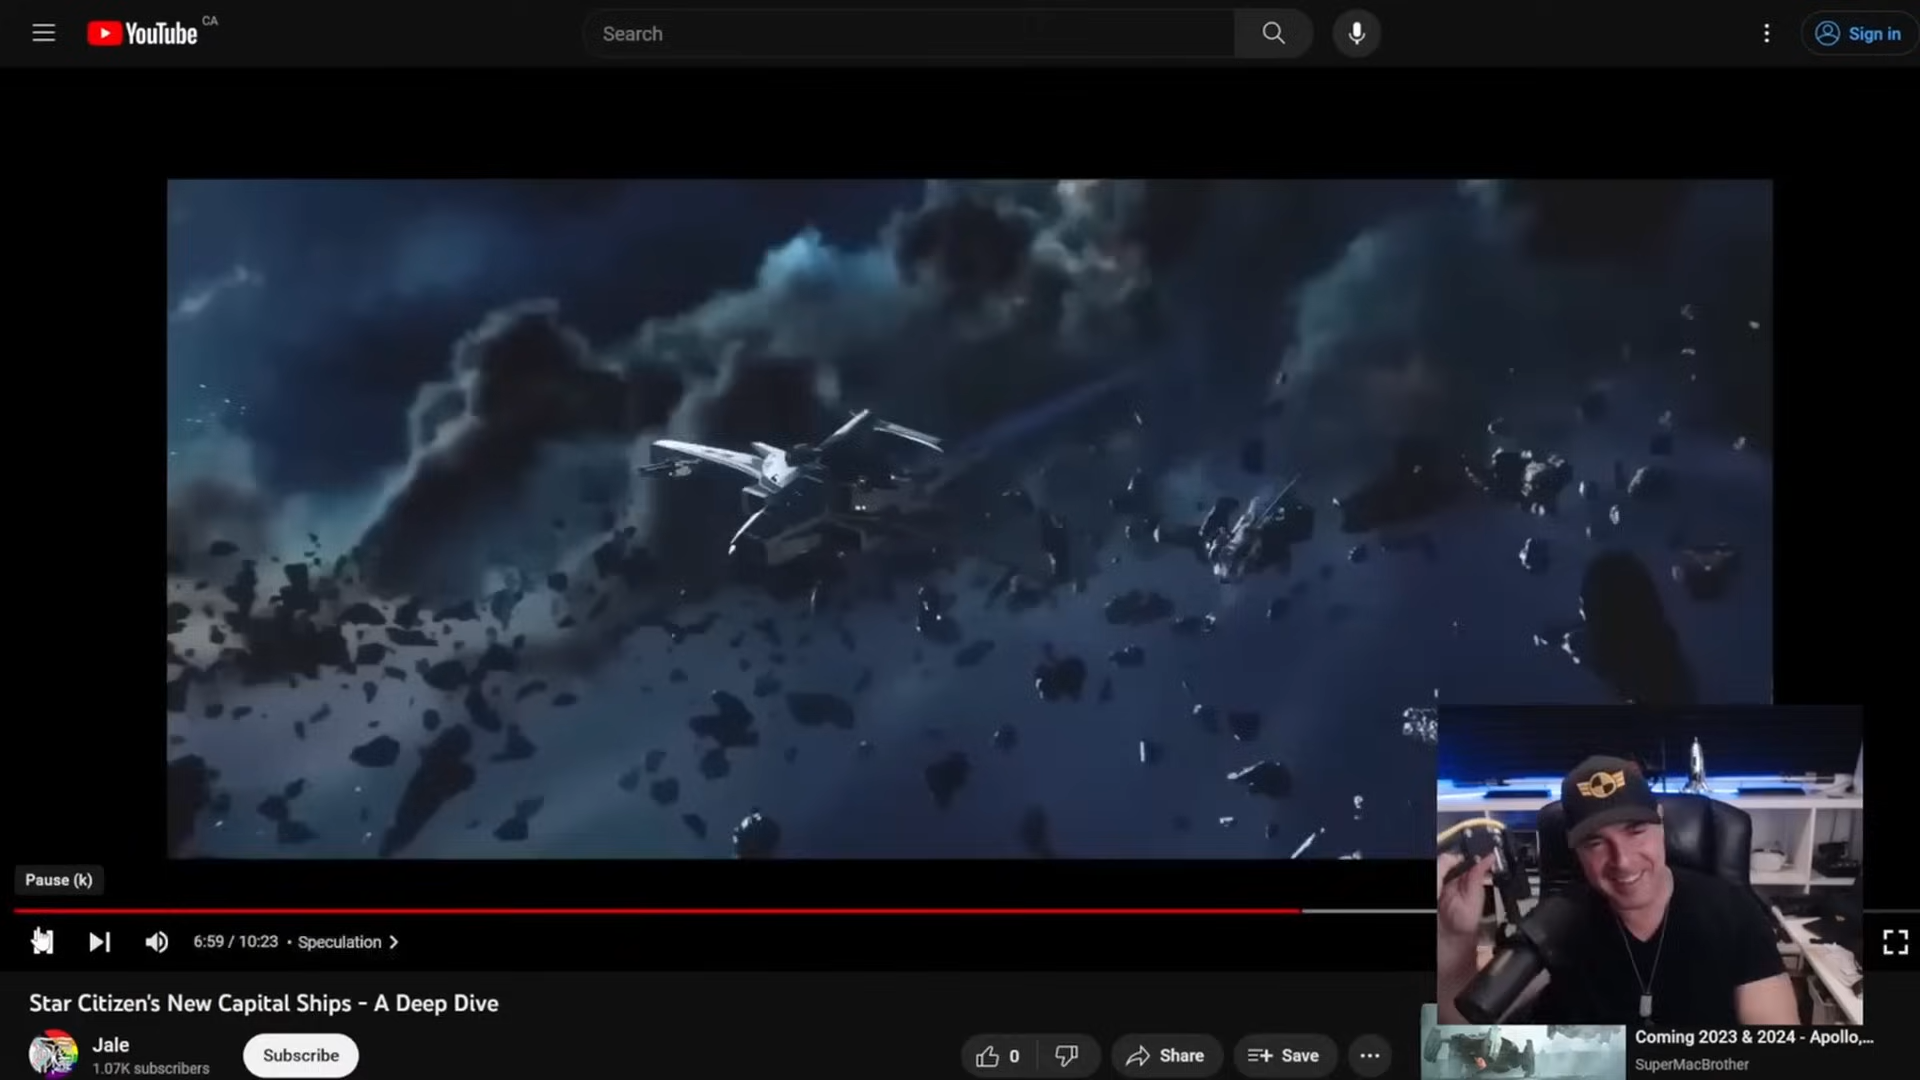 YouTube CA
Search
Sign in
Pause (k)
6:59 / 10:23 • Speculation
Star Citizen's New Capital Ships - A Deep Dive
Jale
1.07K subscribers
Subscribe
0
Share
Save
Coming 2023 & 2024 - Apollo,...
SuperMacBrother